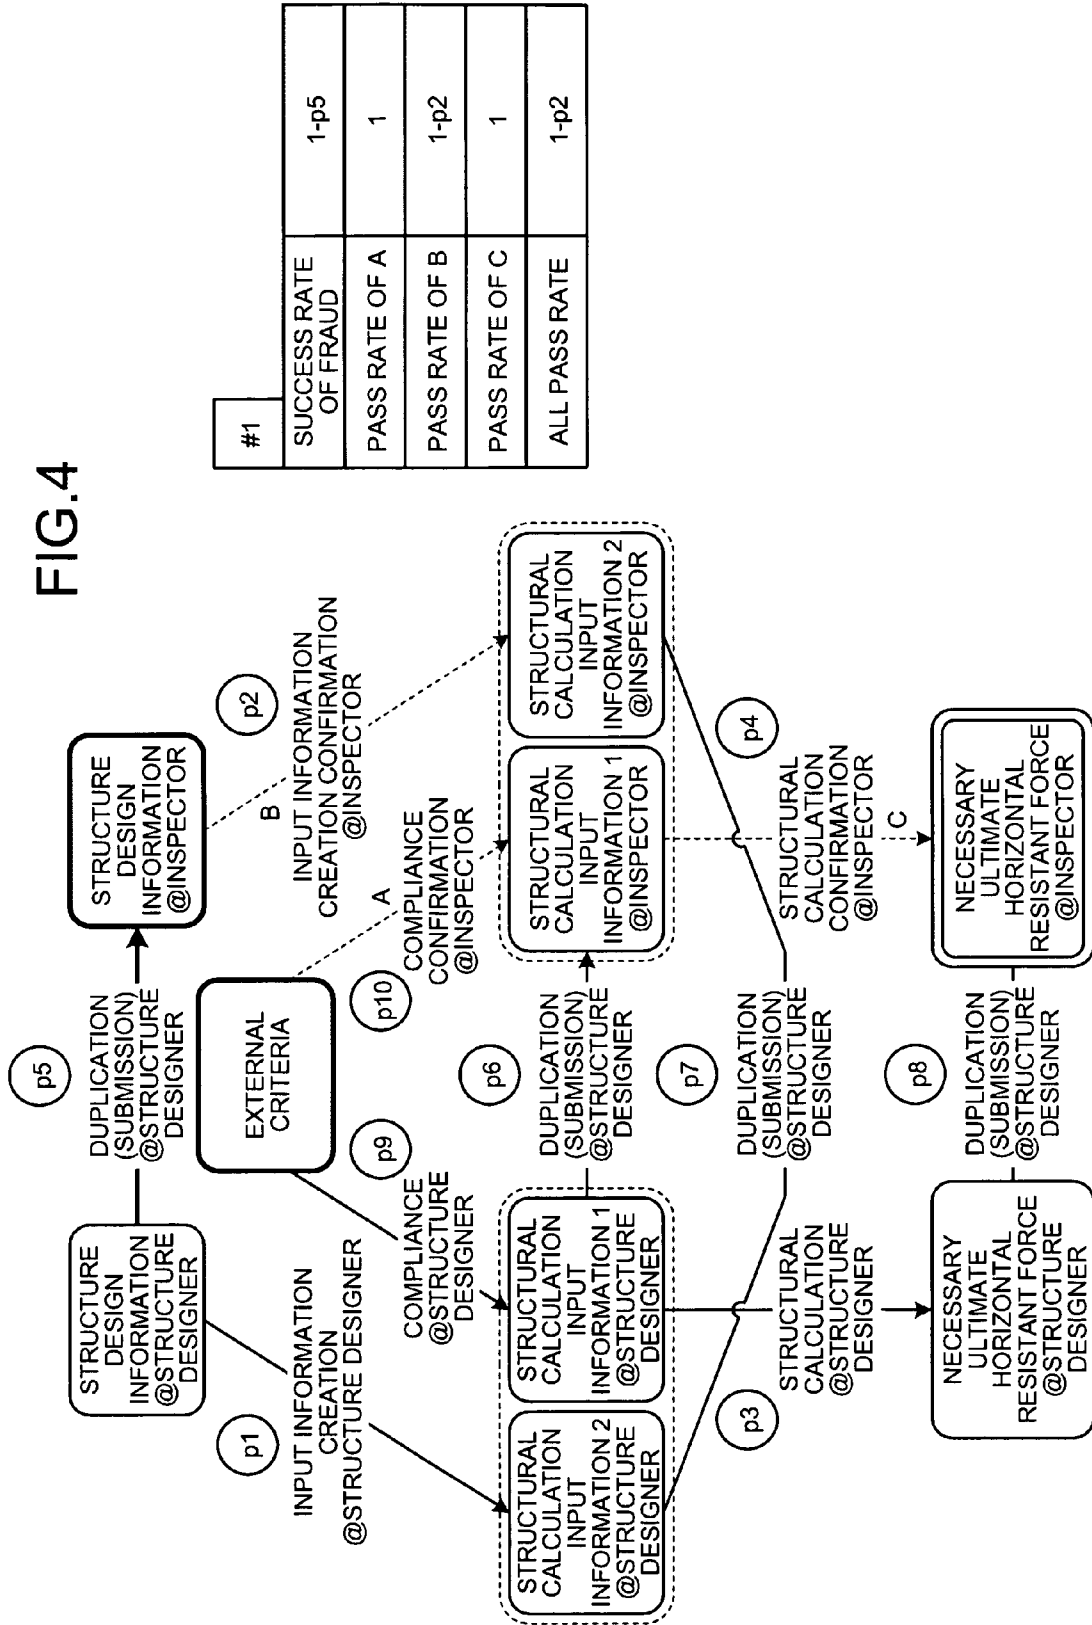 FIG.4
p5
STRUCTURE
DESIGN
INFORMATION
@STRUCTURE
DESIGNER
DUPLICATION
(SUBMISSION)
@STRUCTURE
DESIGNER
STRUCTURE
DESIGN
INFORMATION
@INSPECTOR
p1
INPUT INFORMATION
CREATION
@STRUCTURE DESIGNER
EXTERNAL
CRITERIA
p9
COMPLIANCE
@STRUCTURE
DESIGNER
p10
A
COMPLIANCE
CONFIRMATION
@INSPECTOR
p2
B
INPUT INFORMATION
CREATION CONFIRMATION
@INSPECTOR
STRUCTURAL
CALCULATION
INPUT
INFORMATION 2
@STRUCTURE
DESIGNER
STRUCTURAL
CALCULATION
INPUT
INFORMATION 1
@STRUCTURE
DESIGNER
p6
DUPLICATION
(SUBMISSION)
@STRUCTURE
DESIGNER
STRUCTURAL
CALCULATION
INPUT
INFORMATION 1
@INSPECTOR
STRUCTURAL
CALCULATION
INPUT
INFORMATION 2
@INSPECTOR
p7
DUPLICATION
(SUBMISSION)
@STRUCTURE
DESIGNER
p3
STRUCTURAL
CALCULATION
@STRUCTURE
DESIGNER
p4
STRUCTURAL
CALCULATION
CONFIRMATION
@INSPECTOR
C
NECESSARY
ULTIMATE
HORIZONTAL
RESISTANT FORCE
@STRUCTURE
DESIGNER
p8
DUPLICATION
(SUBMISSION)
@STRUCTURE
DESIGNER
NECESSARY
ULTIMATE
HORIZONTAL
RESISTANT FORCE
@INSPECTOR
#1
SUCCESS RATE
OF FRAUD
1-p5
PASS RATE OF A
1
PASS RATE OF B
1-p2
PASS RATE OF C
1
ALL PASS RATE
1-p2